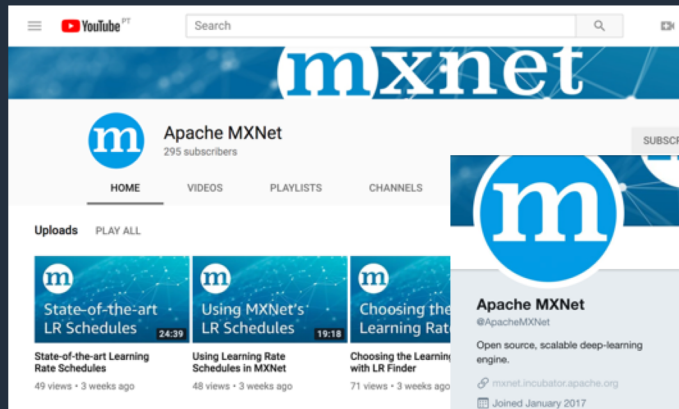 YouTube PT
Search
mxnet
m
Apache MXNet
295 subscribers
SUBSCR
HOME VIDEOS PLAYLISTS CHANNELS
Uploads PLAY ALL
m
State-of-the-art
LR Schedules
24:39
State-of-the-art Learning
Rate Schedules
49 views • 3 weeks ago
m
Using MXNet's
LR Schedules
19:18
Using Learning Rate
Schedules in MXNet
48 views • 3 weeks ago
m
Choosing the
Learning Rat
Choosing the Learning
with LR Finder
71 views • 3 weeks ago
m
Apache MXNet
@ApacheMXNet
Open source, scalable deep-learning
engine.
mxnet.incubator.apache.org
Joined January 2017